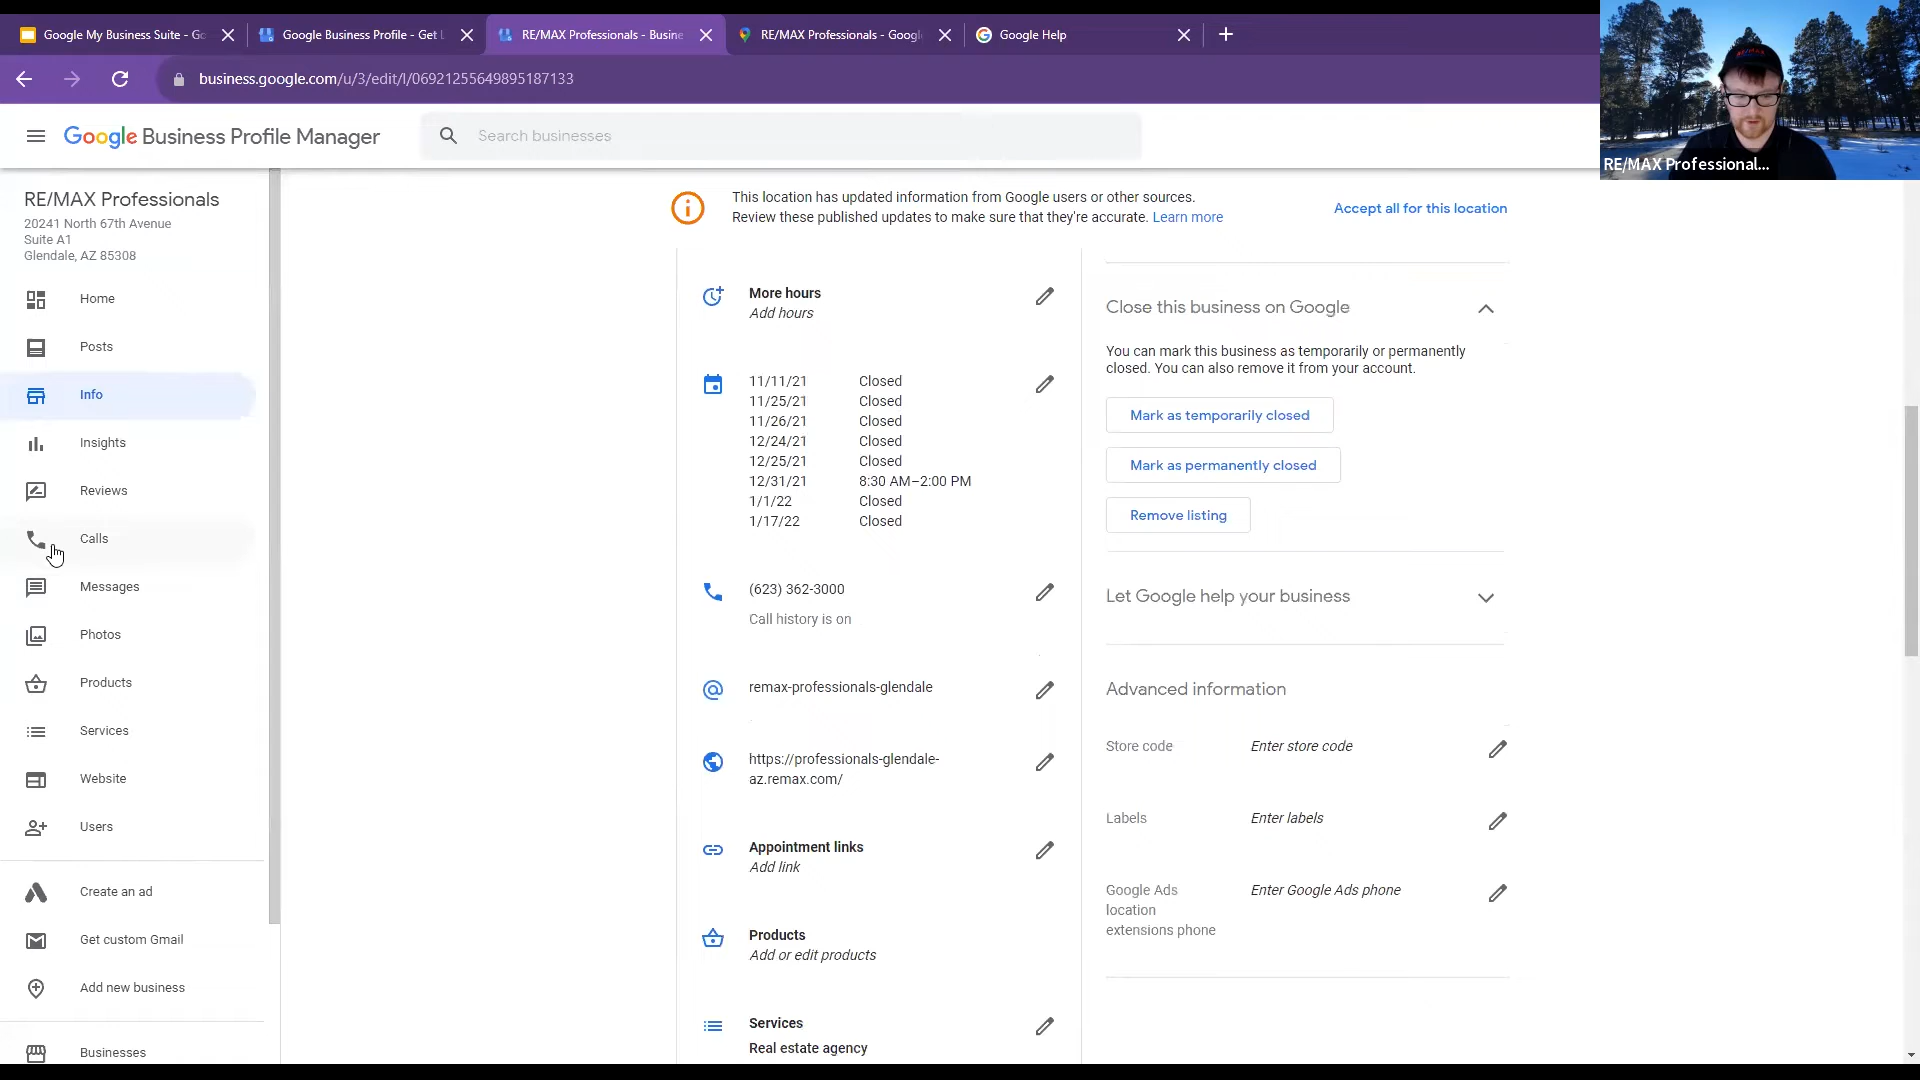 Google My Business Suite - Go
Google Business Profile - Get L
RE/MAX Professionals - Busine
RE/MAX Professionals - Googl
Google Help
business.google.com/u/3/edit/l/06921255649895187133
Google Business Profile Manager
Search businesses
RE/MAX
RE/MAX Professional...
RE/MAX Professionals
20241 North 67th Avenue
Suite A1
Glendale, AZ 85308
Home
Posts
Info
Insights
Reviews
Calls
Messages
Photos
Products
Services
Website
Users
Create an ad
Get custom Gmail
Add new business
Businesses
This location has updated information from Google users or other sources.
Review these published updates to make sure that they're accurate. Learn more
Accept all for this location
More hours
Add hours
11/11/21 Closed
11/25/21 Closed
11/26/21 Closed
12/24/21 Closed
12/25/21 Closed
12/31/21 8:30 AM–2:00 PM
1/1/22 Closed
1/17/22 Closed
(623) 362-3000
Call history is on
remax-professionals-glendale
https://professionals-glendale-
az.remax.com/
Appointment links
Add link
Products
Add or edit products
Services
Real estate agency
Close this business on Google
You can mark this business as temporarily or permanently
closed. You can also remove it from your account.
Mark as temporarily closed
Mark as permanently closed
Remove listing
Let Google help your business
Advanced information
Store code Enter store code
Labels Enter labels
Google Ads Enter Google Ads phone
location
extensions phone